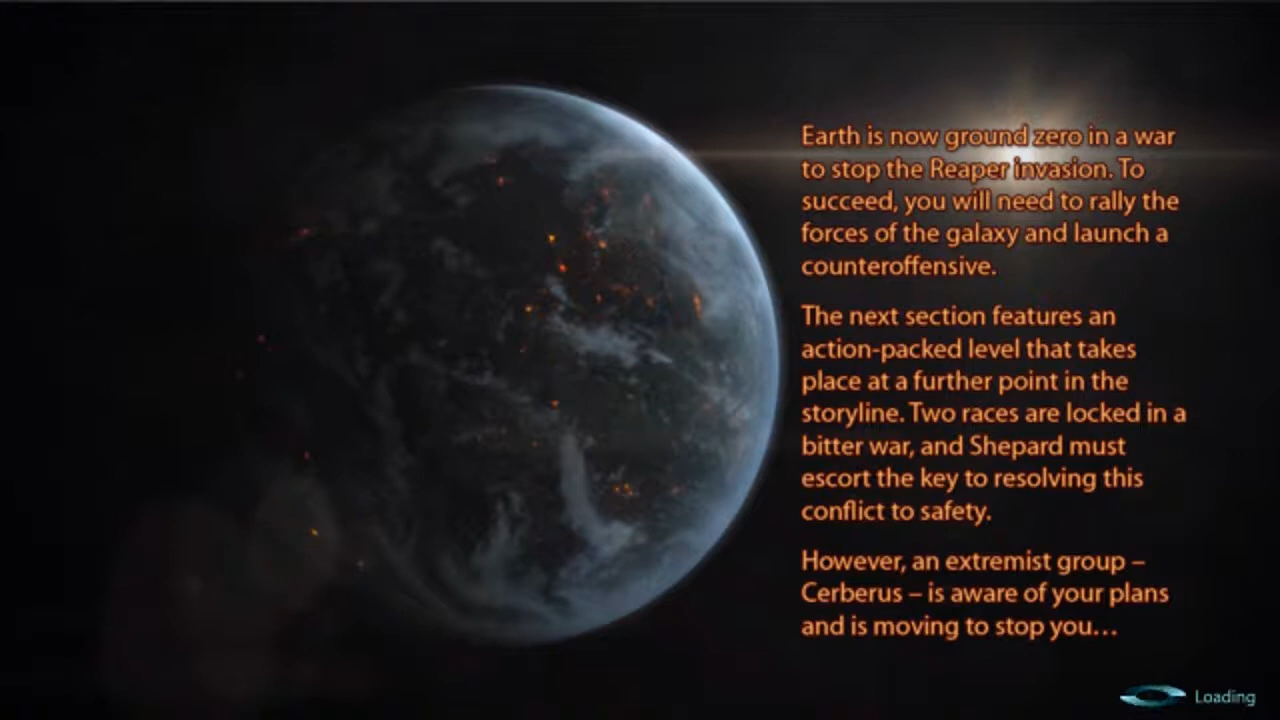 Earth is now ground zero in a war
to stop the Reaper invasion. To
succeed, you will need to rally the
forces of the galaxy and launch a
counteroffensive.
The next section features an
action-packed level that takes
place at a further point in the
storyline. Two races are locked in a
bitter war, and Shepard must
escort the key to resolving this
conflict to safety.
However, an extremist group –
Cerberus – is aware of your plans
and is moving to stop you…
Loading